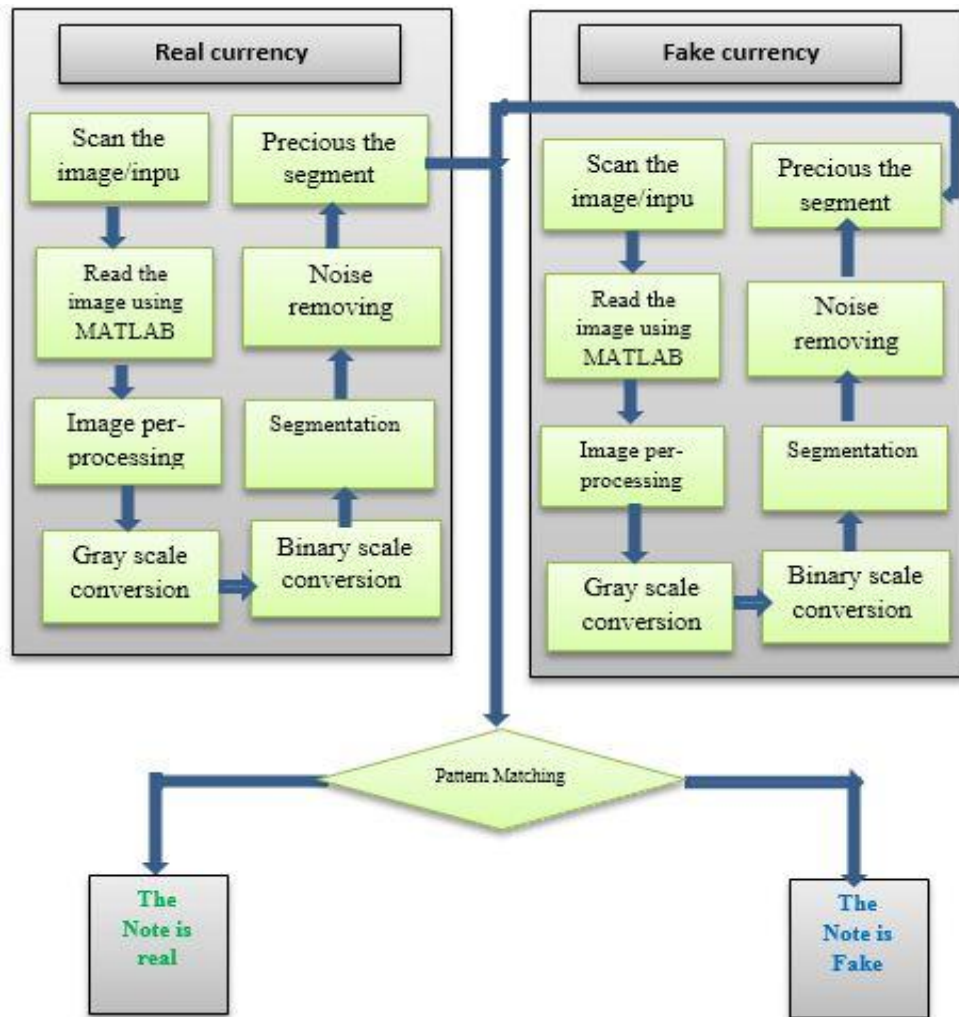 Real currency
Scan the
image/inpu
Read the
image using
MATLAB
Image per-
processing
Gray scale
conversion
Binary scale
conversion
Segmentation
Noise
removing
Precious the
segment
Fake currency
Scan the
image/inpu
Read the
image using
MATLAB
Image per-
processing
Gray scale
conversion
Binary scale
conversion
Segmentation
Noise
removing
Precious the
segment
Pattern Matching
The
Note is
real
The
Note is
Fake